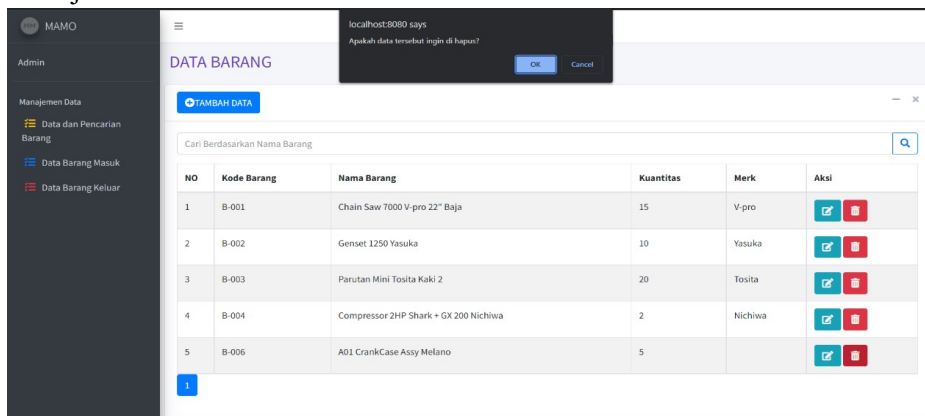 MAMO
localhost:8080 says
Apakah data tersebut ingin di hapus?
OK Cancel
Admin
DATA BARANG
Manajemen Data
Data dan Pencarian
Barang
Data Barang Masuk
Data Barang Keluar
TAMBAH DATA
Cari Berdasarkan Nama Barang
NO Kode Barang Nama Barang Kuantitas Merk Aksi
1 B-001 Chain Saw 7000 V-pro 22" Baja 15 V-pro
2 B-002 Genset 1250 Yasuka 10 Yasuka
3 B-003 Parutan Mini Tosita Kaki 2 20 Tosita
4 B-004 Compressor 2HP Shark + GX 200 Nichiwa 2 Nichiwa
5 B-006 A01 CrankCase Assy Melano 5
1